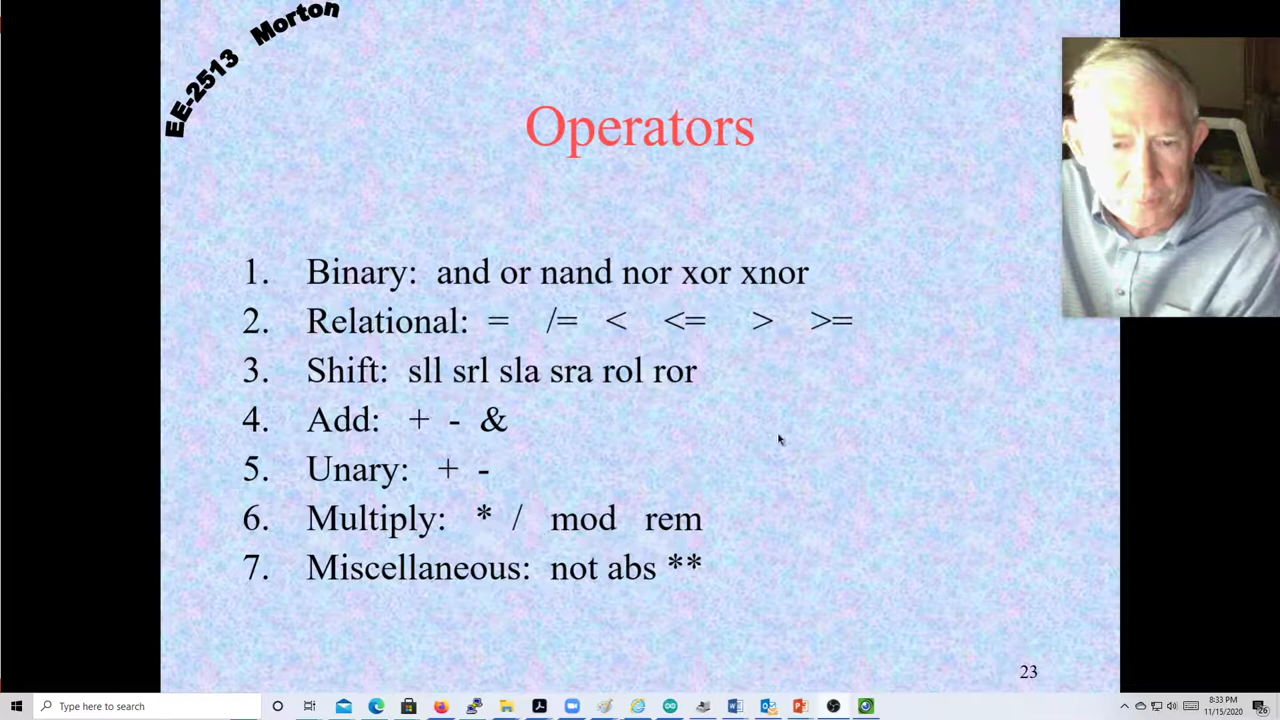 EE-2513 Morton
Operators
1. Binary: and or nand nor xor xnor
2. Relational: = /= < <= > >=
3. Shift: sll srl sla sra rol ror
4. Add: + - &
5. Unary: + -
6. Multiply: * / mod rem
7. Miscellaneous: not abs **
23
Type here to search
8:33 PM
11/15/2020
26